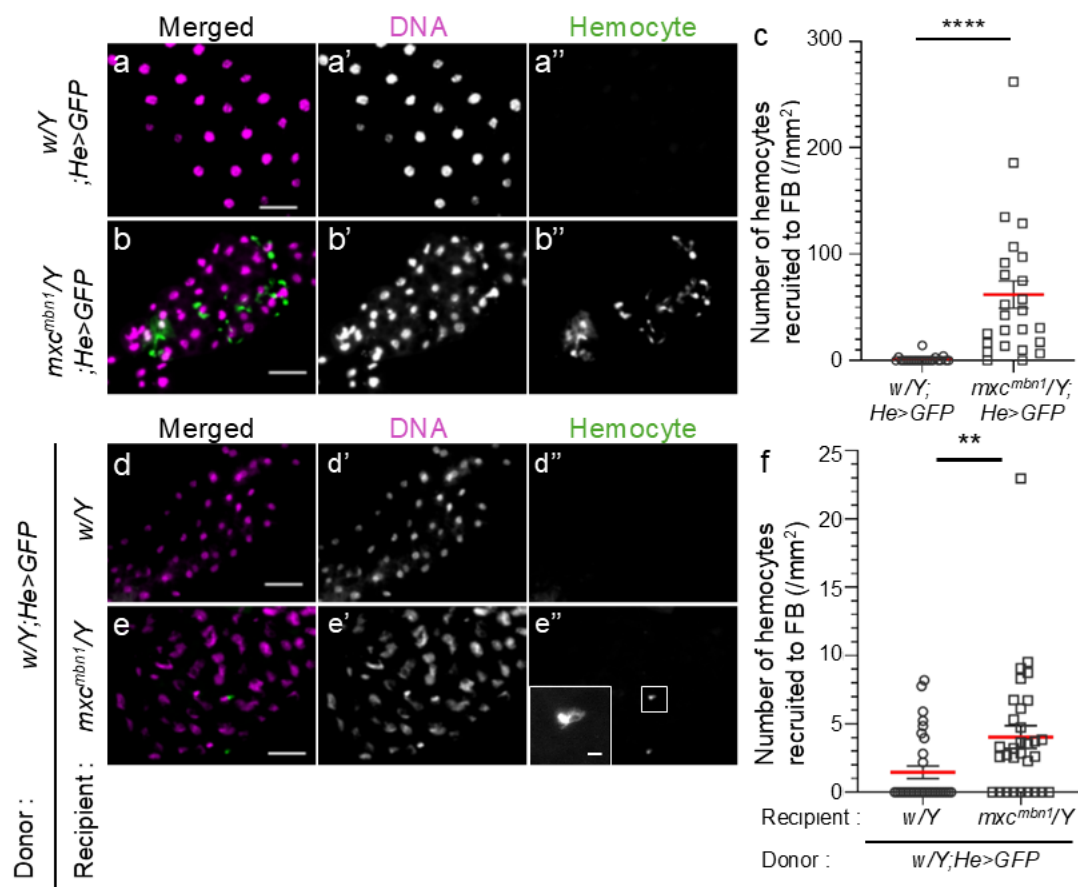 Merged DNA Hemocyte
a a’ a”
w/Y
;He>GFP
b b’ b”
mxc^mbn1/Y
;He>GFP
c
****
Number of hemocytes
recruited to FB (/mm²)
300
200
100
0
w/Y;
He>GFP
mxc^mbn1/Y;
He>GFP
Merged DNA Hemocyte
d d’ d”
w/Y
e e’ e”
mxc^mbn1/Y
w/Y;He>GFP
Donor :
Recipient :
f
**
Number of hemocytes
recruited to FB (/mm²)
25
20
15
10
5
0
Recipient : w/Y mxc^mbn1/Y
Donor : w/Y;He>GFP